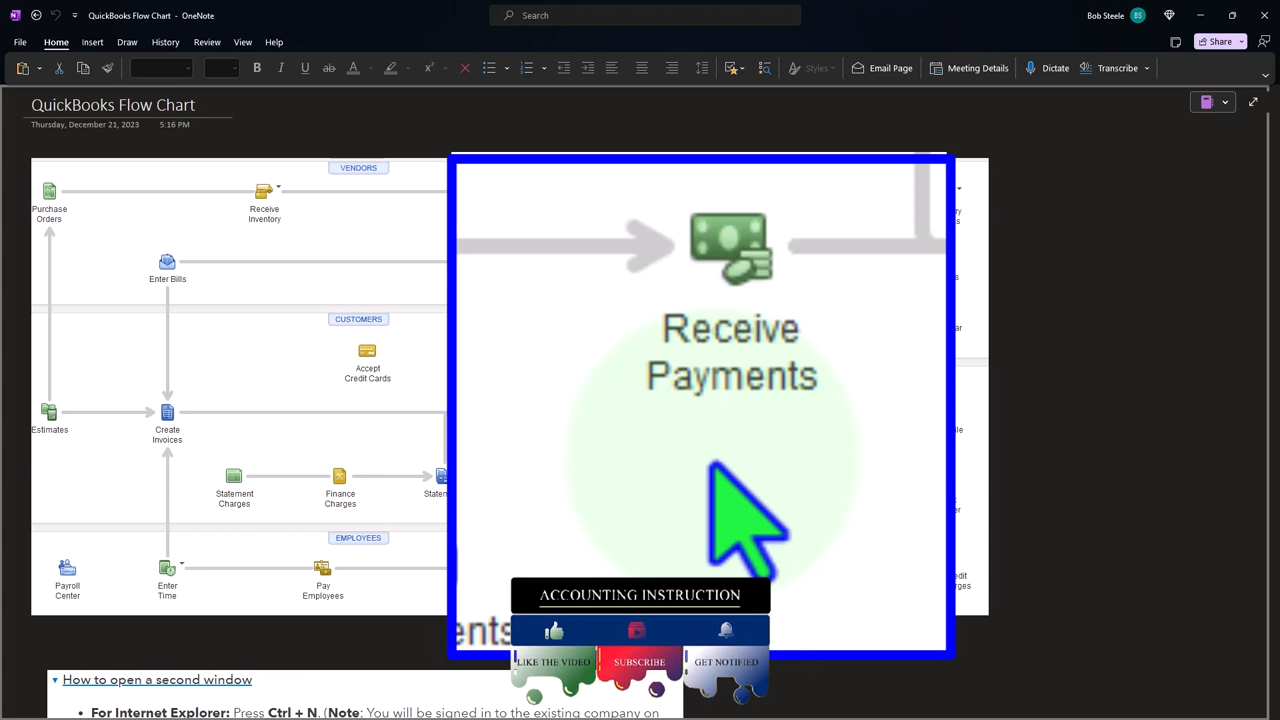 QuickBooks Flow Chart - OneNote
Search
Bob Steele
BS
File
Home
Insert
Draw
History
Review
View
Help
Share
B
I
U
ab
A
x
Styles
Email Page
Meeting Details
Dictate
Transcribe
QuickBooks Flow Chart
Thursday, December 21, 2023
5:16 PM
VENDORS
Purchase
Orders
Receive
Inventory
Enter Bills
CUSTOMERS
Accept
Credit Cards
Estimates
Create
Invoices
Statement
Charges
Finance
Charges
Statem
EMPLOYEES
Payroll
Center
Enter
Time
Pay
Employees
Receive
Payments
ents
ACCOUNTING INSTRUCTION
LIKE THE VIDEO
SUBSCRIBE
GET NOTIFIED
How to open a second window
For Internet Explorer: Press Ctrl + N. (Note: You will be signed in to the existing company on